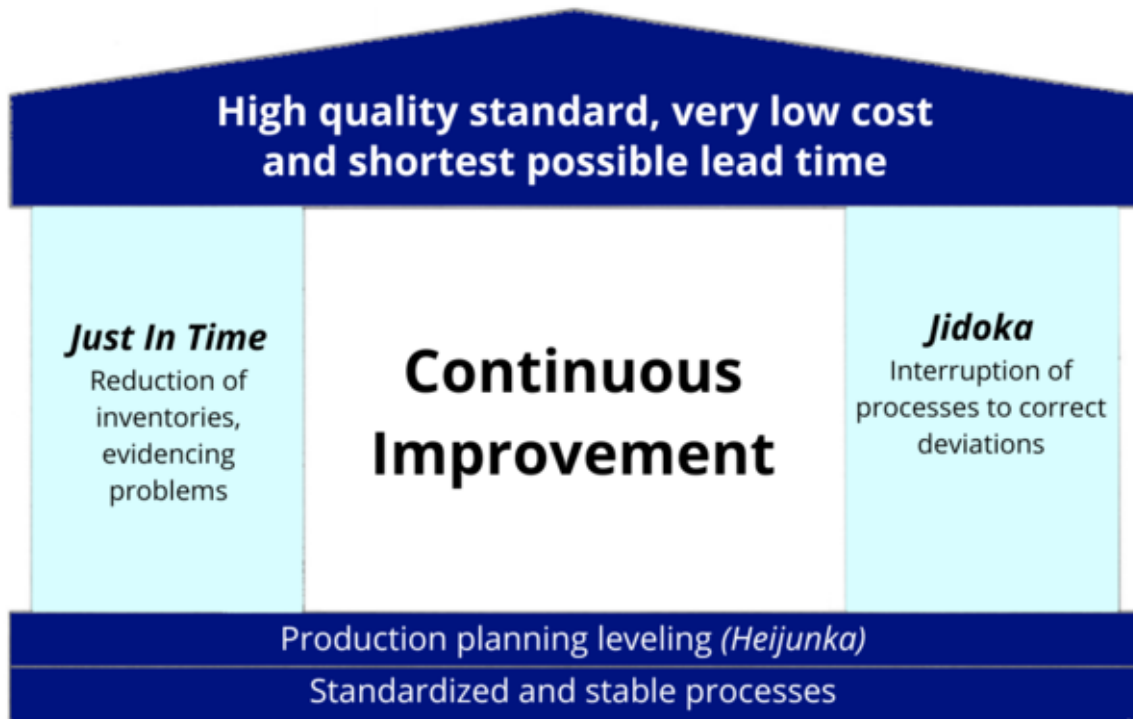 High quality standard, very low cost
and shortest possible lead time
Just In Time
Reduction of
inventories,
evidencing
problems
Continuous
Improvement
Jidoka
Interruption of
processes to correct
deviations
Production planning leveling (Heijunka)
Standardized and stable processes